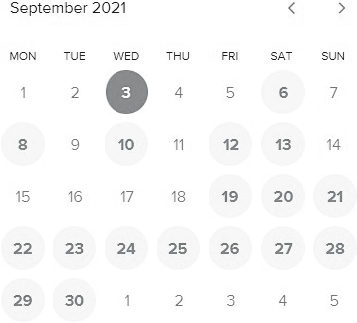 September 2021
MON TUE WED THU FRI SAT SUN
1 2 3 4 5 6 7
8 9 10 11 12 13 14
15 16 17 18 19 20 21
22 23 24 25 26 27 28
29 30 1 2 3 4 5